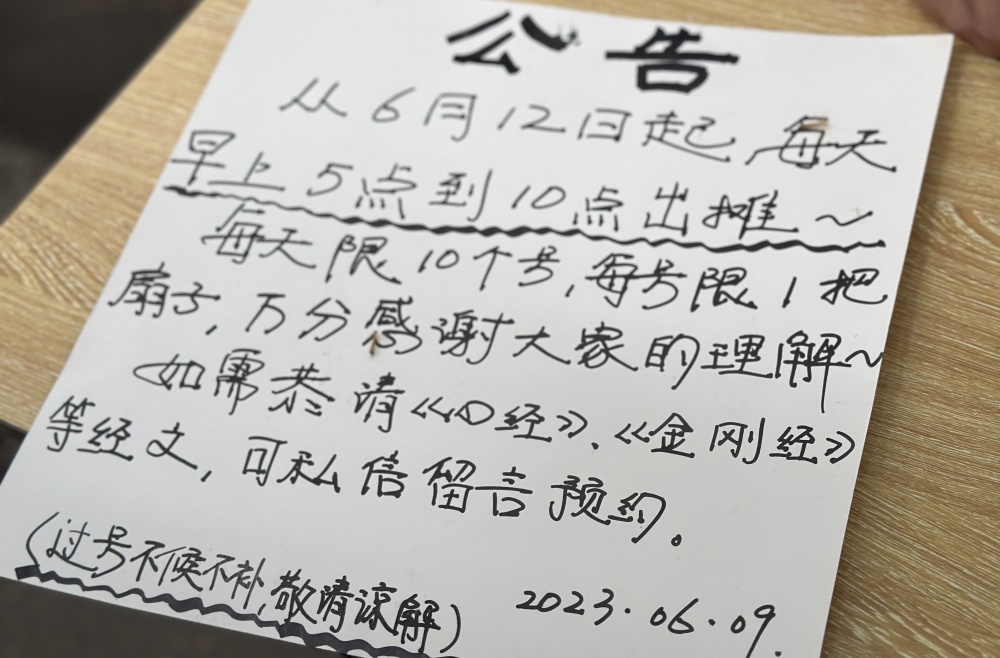 公告
从6月12日起 每天
早上5点到10点出摊~
每天限10个号,每号限1把
扇子,万分感谢大家的理解~
如需恭请《心经》、《金刚经》
等经文,可私信留言预约。
(过号不候不补,敬请谅解)
2023.06.09.